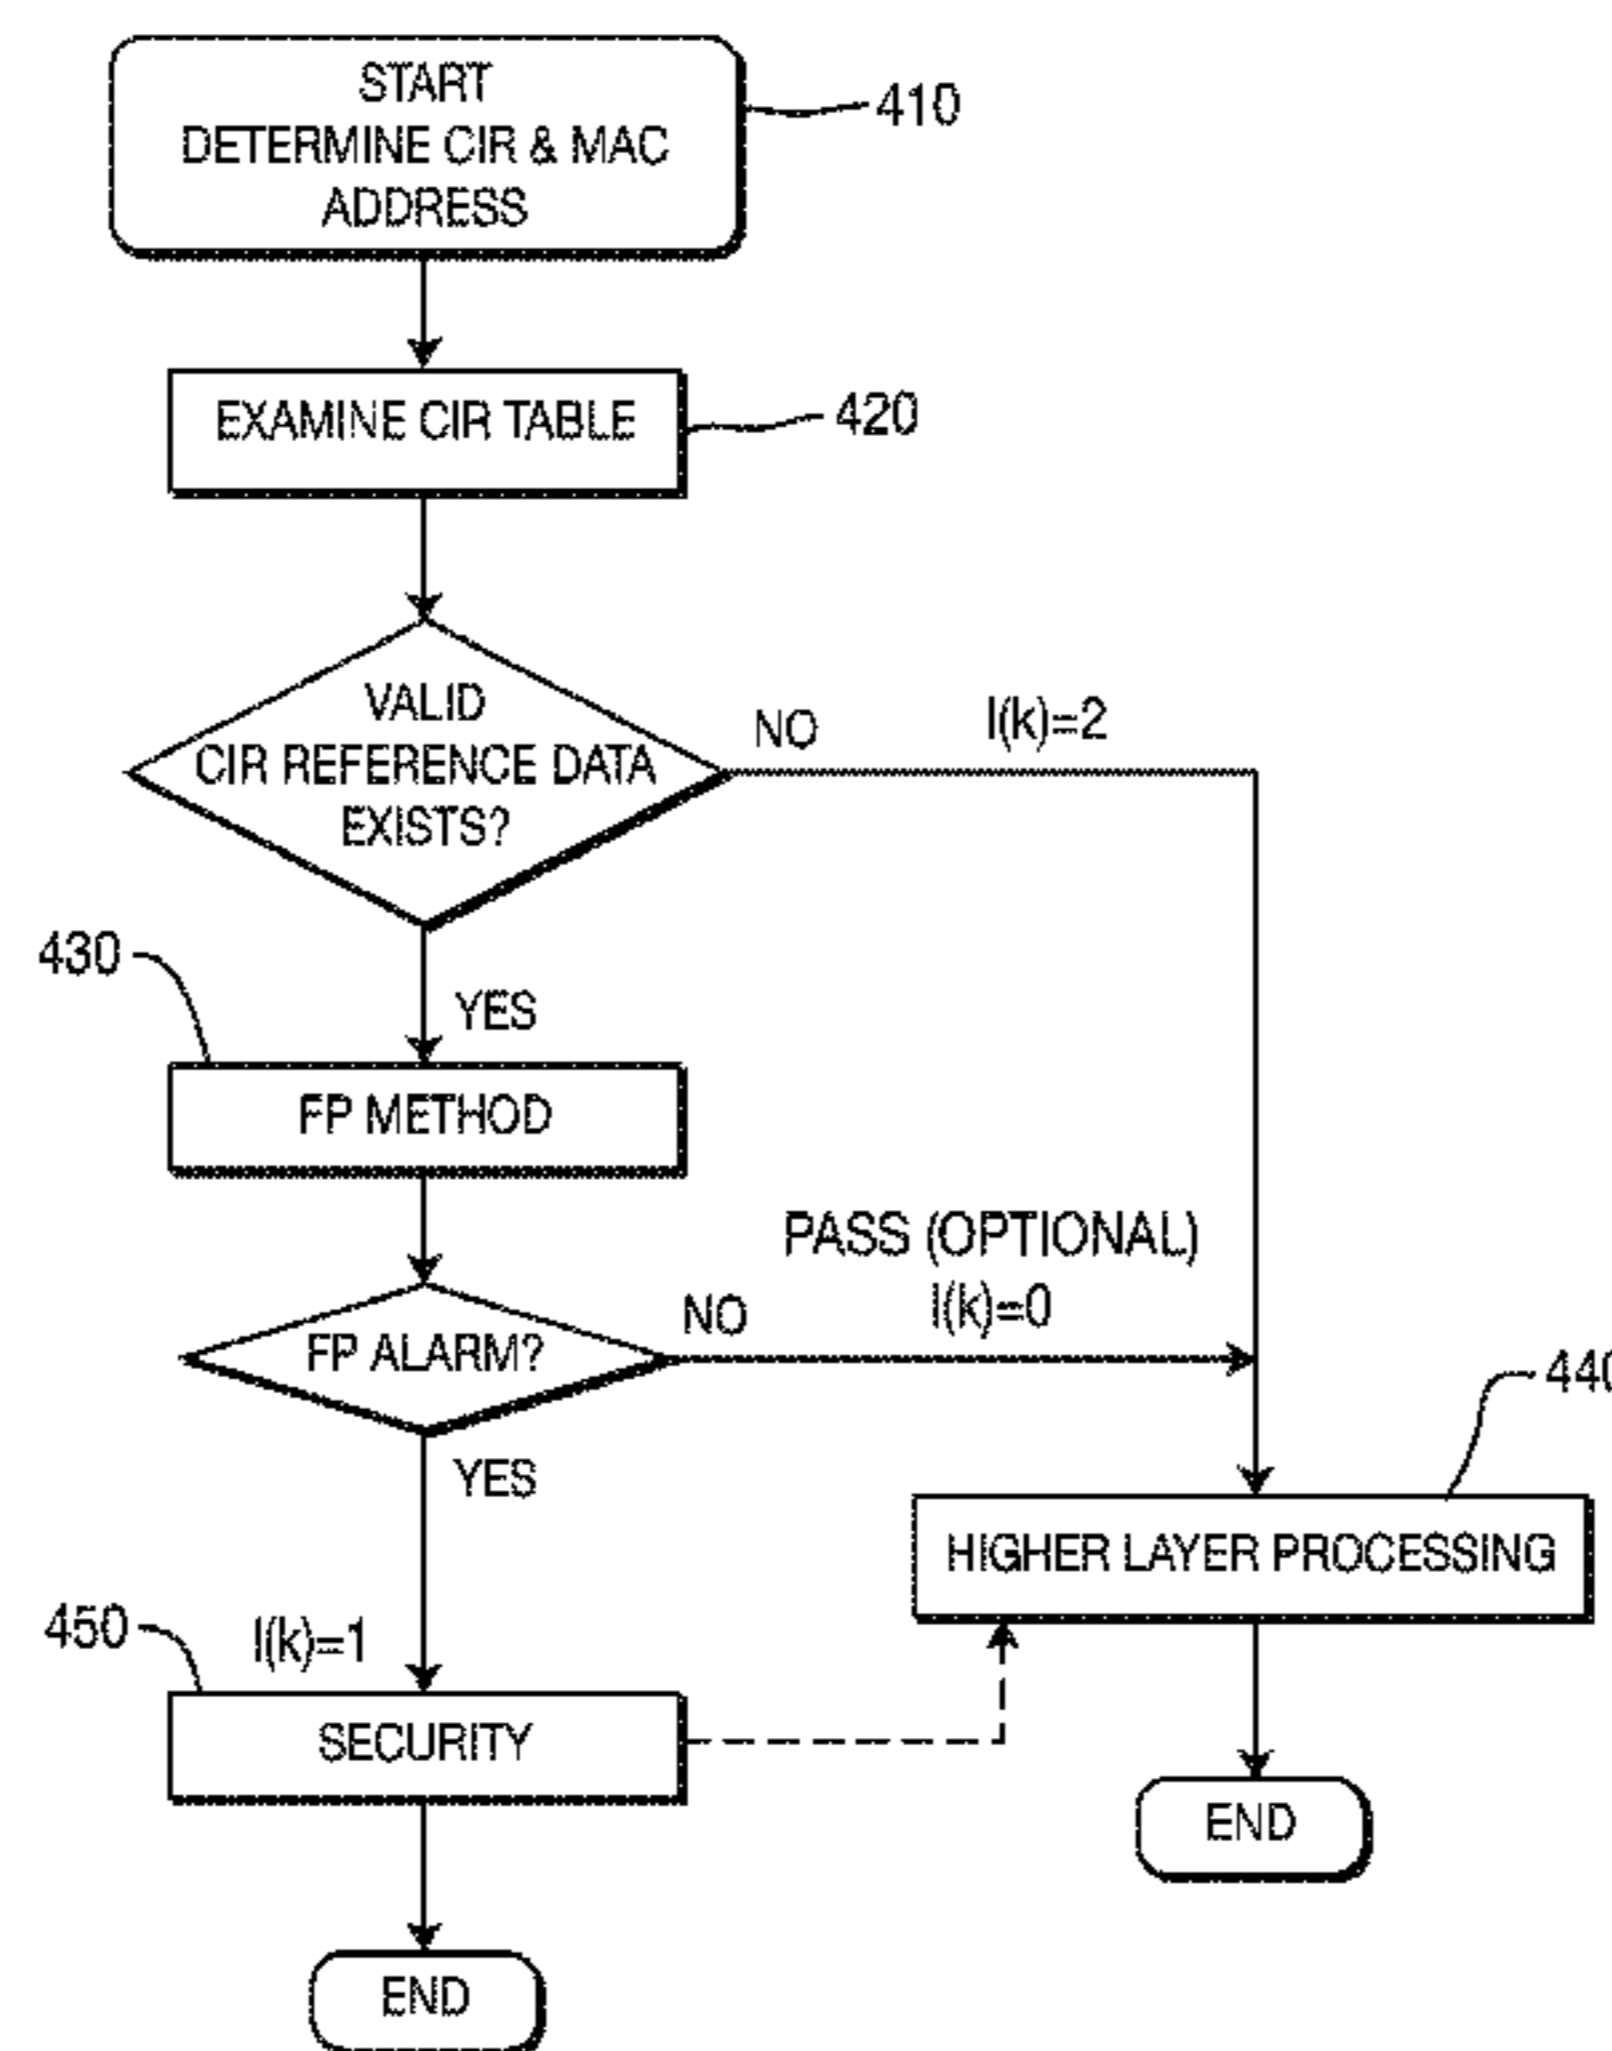 START
DETERMINE CIR & MAC
ADDRESS
410
EXAMINE CIR TABLE
420
VALID
CIR REFERENCE DATA
EXISTS?
NO
I(k)=2
430
YES
FP METHOD
PASS (OPTIONAL)
I(k)=0
NO
FP ALARM?
440
YES
HIGHER LAYER PROCESSING
450
I(k)=1
SECURITY
END
END